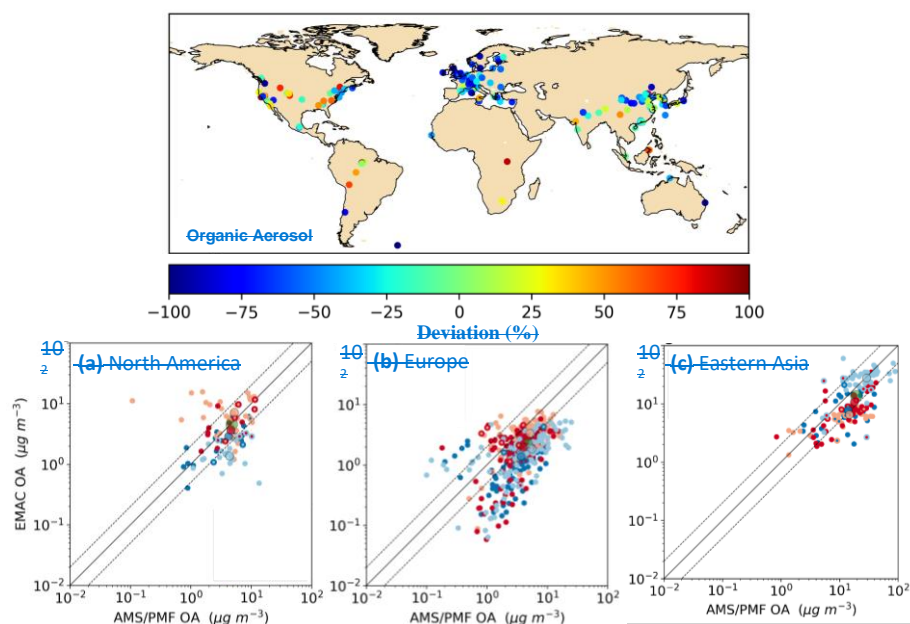 Organic Aerosol
−100 −75 −50 −25 0 25 50 75 100
Deviation (%)
10 2 (a) North America
10 2 (b) Europe
10 2 (c) Eastern Asia
10¹ 10¹ 10¹
10⁰ 10⁰ 10⁰
EMAC OA (μg m⁻³)
10⁻¹ 10⁻¹ 10⁻¹
10⁻² 10⁻² 10⁻²
10⁻² 10⁻¹ 10⁰ 10¹ 10² 10⁻² 10⁻¹ 10⁰ 10¹ 10² 10⁻² 10⁻¹ 10⁰ 10¹ 10²
AMS/PMF OA (μg m⁻³) AMS/PMF OA (μg m⁻³) AMS/PMF OA (μg m⁻³)